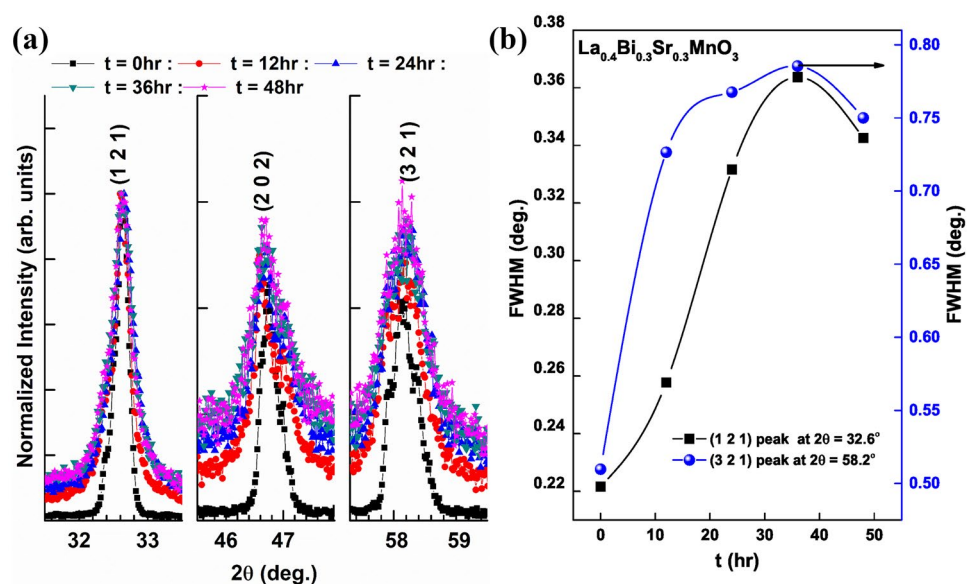 (a)
t = 0hr : t = 12hr : t = 24hr :
t = 36hr : t = 48hr
Normalized Intensity (arb. units)
(1 2 1)
(2 0 2)
(3 2 1)
32 33 46 47 58 59
2θ (deg.)
(b)
La0.4Bi0.3Sr0.3MnO3
FWHM (deg.)
0.38
0.36
0.34
0.32
0.30
0.28
0.26
0.24
0.22
(1 2 1) peak at 2θ = 32.6°
(3 2 1) peak at 2θ = 58.2°
0 10 20 30 40 50
t (hr)
0.80
0.75
0.70
0.65
0.60
0.55
0.50
FWHM (deg.)